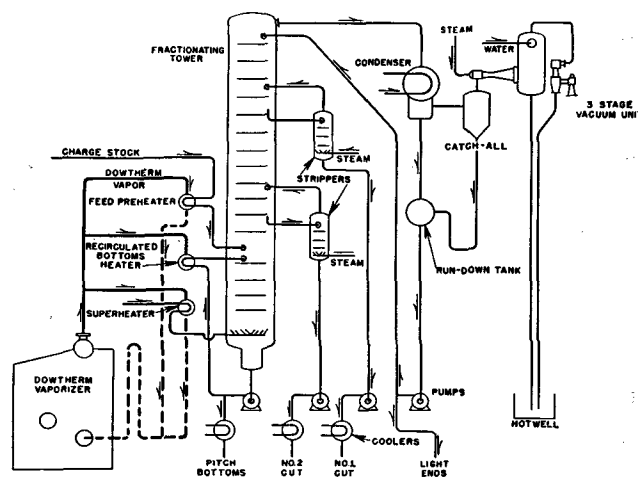 STEAM
WATER
FRACTIONATING
TOWER
CONDENSER
3 STAGE
VACUUM UNIT
CATCH-ALL
CHARGE STOCK
STEAM
STRIPPERS
DOWTHERM
VAPOR
FEED PREHEATER
RECIRCULATED
BOTTOMS
HEATER
STEAM
RUN-DOWN TANK
SUPERHEATER
DOWTHERM
VAPORIZER
PUMPS
HOTWELL
COOLERS
PITCH
BOTTOMS
NO.2
CUT
NO.1
CUT
LIGHT
ENDS